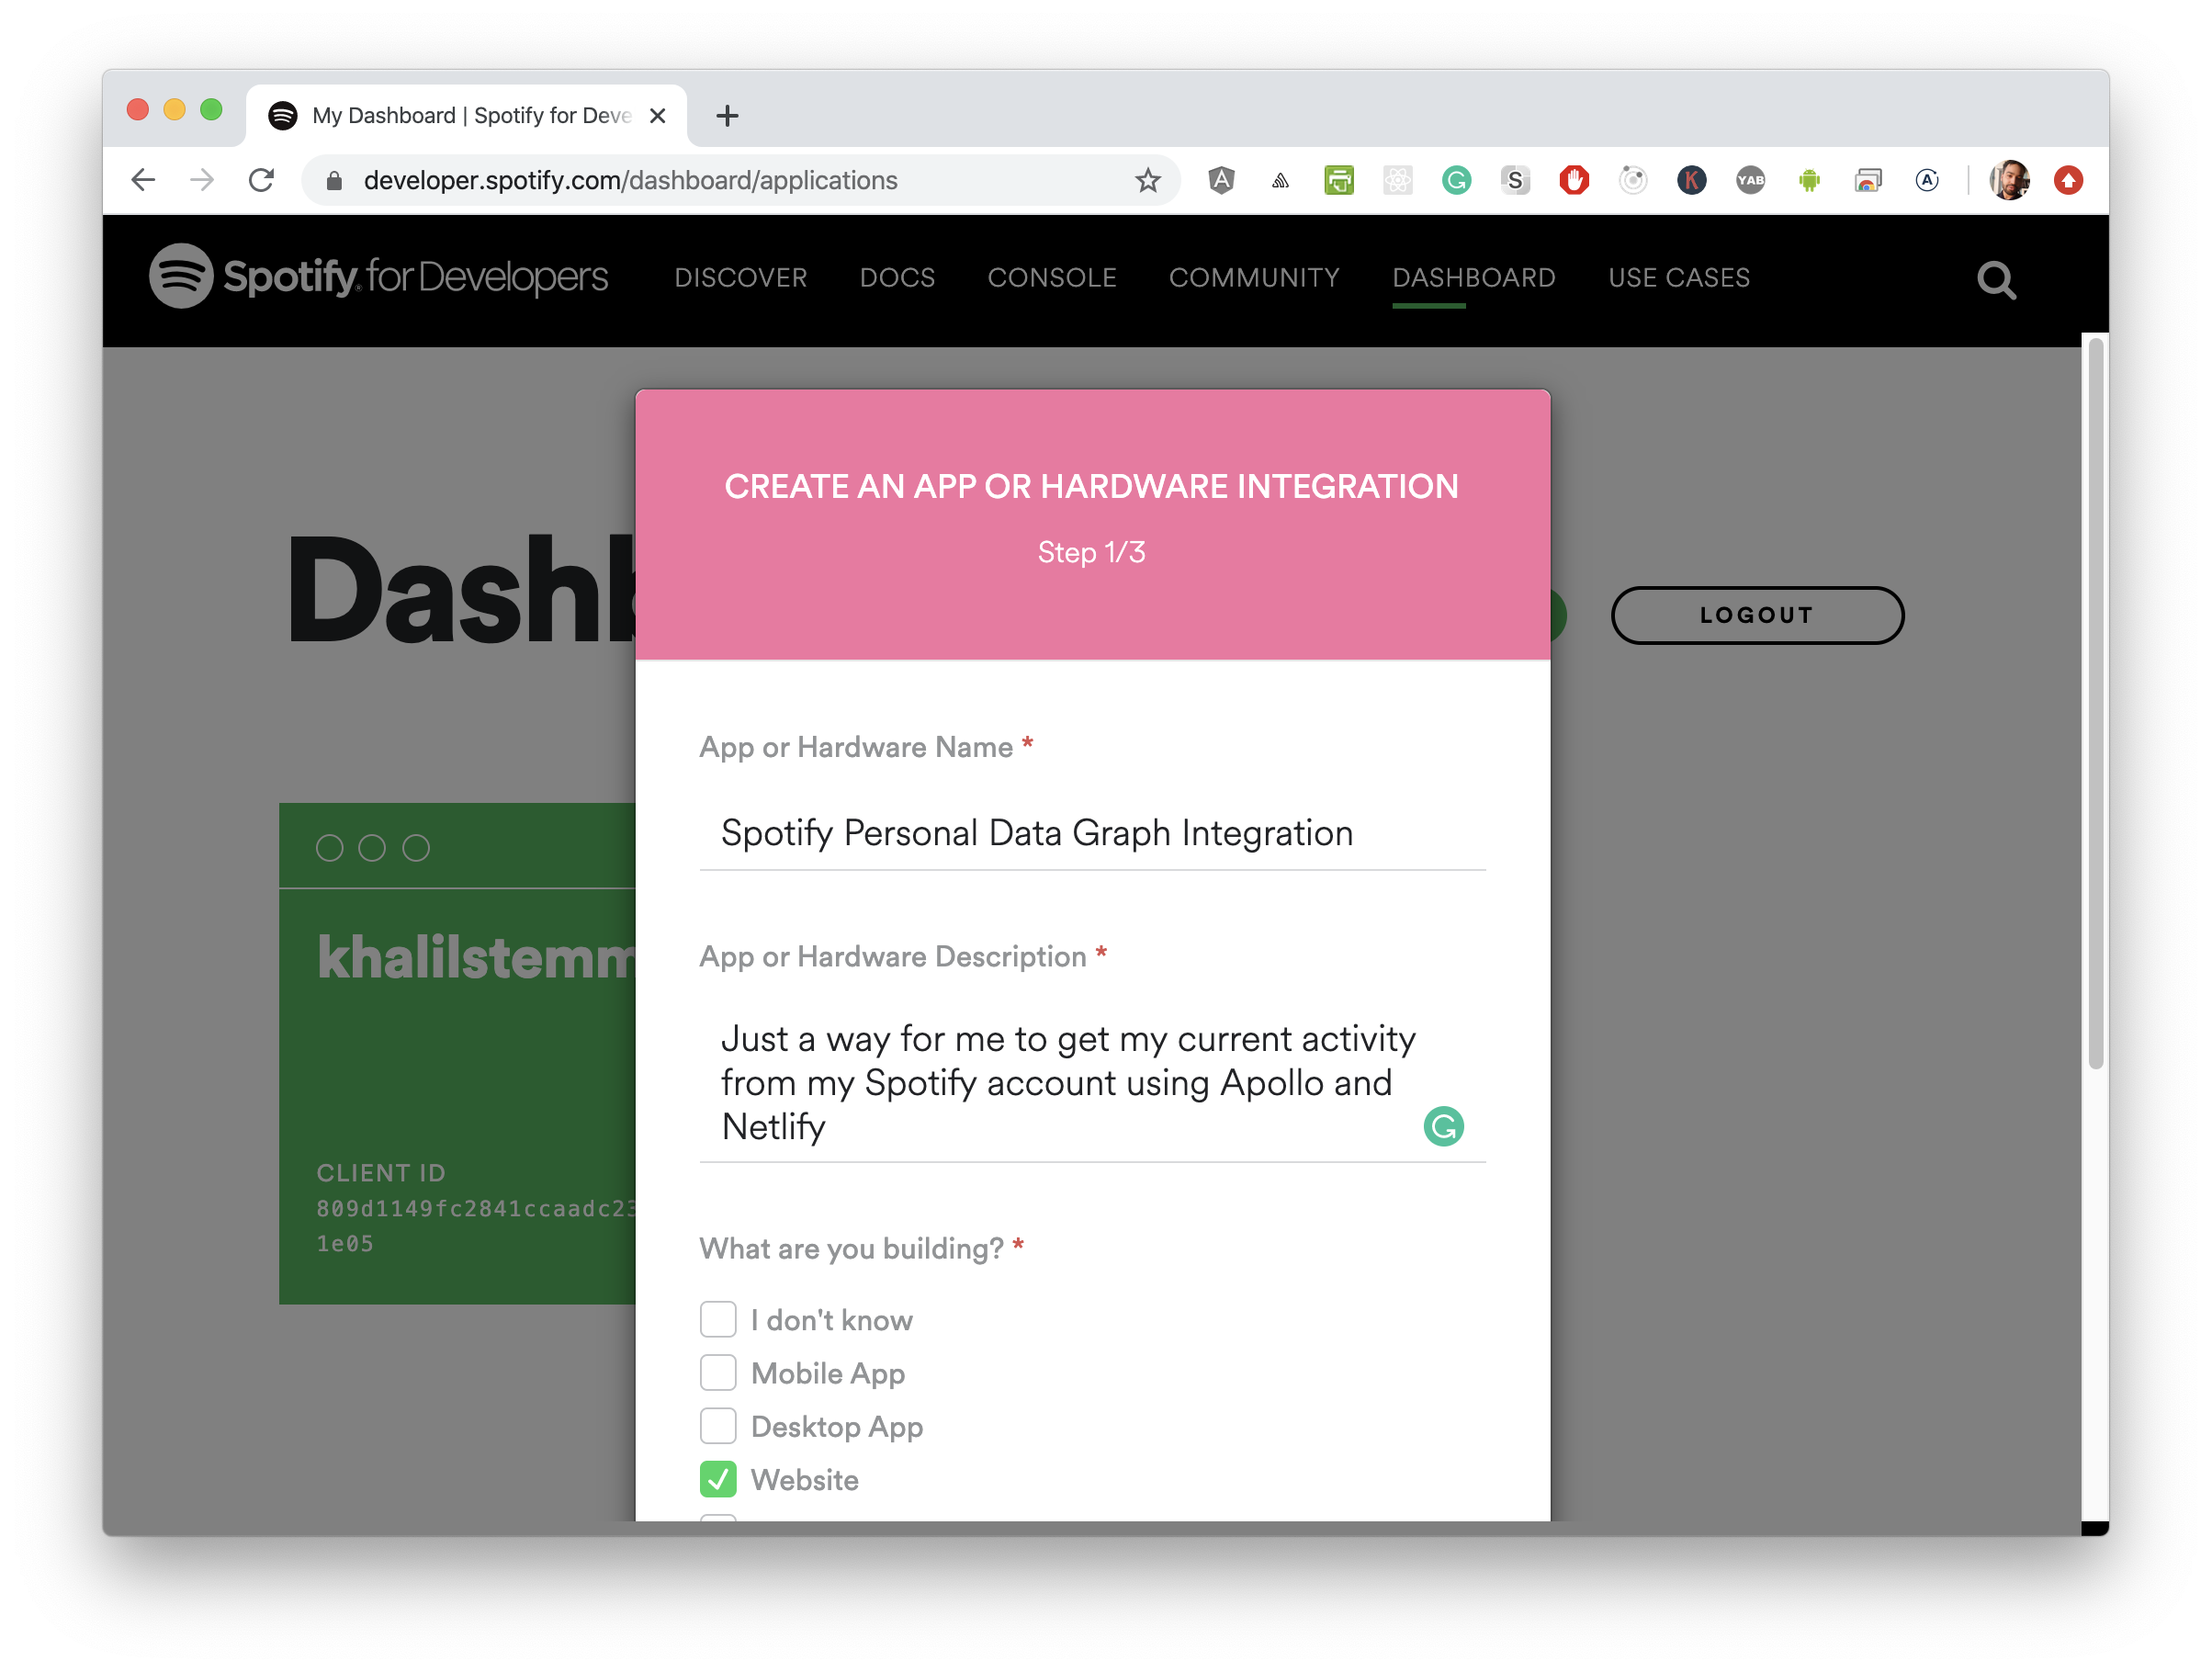 My Dashboard | Spotify for Deve
developer.spotify.com/dashboard/applications
S
K
YAB
A
Spotify for Developers
DISCOVER DOCS CONSOLE COMMUNITY DASHBOARD USE CASES
CREATE AN APP OR HARDWARE INTEGRATION
Step 1/3
Dashb
LOGOUT
App or Hardware Name *
Spotify Personal Data Graph Integration
khalilstemm
App or Hardware Description *
Just a way for me to get my current activity
from my Spotify account using Apollo and
Netlify
CLIENT ID
809d1149fc2841ccaadc23
1e05
What are you building? *
I don't know
Mobile App
Desktop App
Website